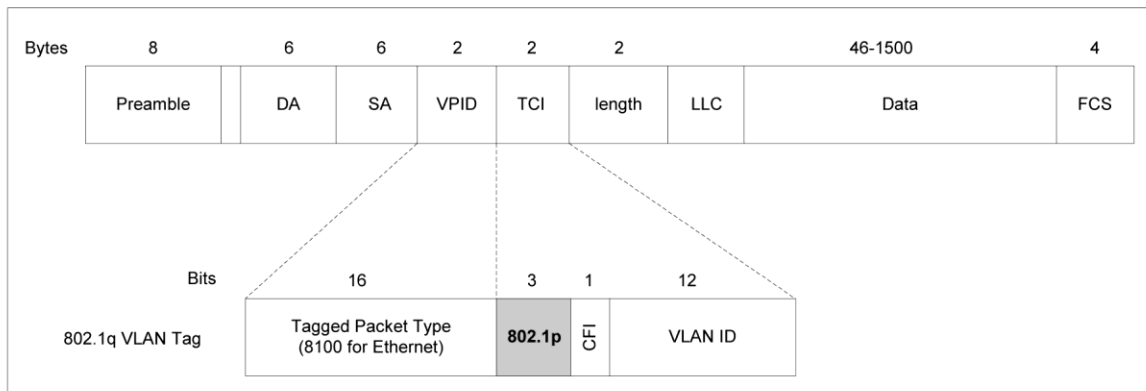 Bytes 8 6 6 2 2 2 46-1500 4
Preamble DA SA VPID TCI length LLC Data FCS
Bits 16 3 1 12
802.1q VLAN Tag
Tagged Packet Type
(8100 for Ethernet)
802.1p
CFI
VLAN ID